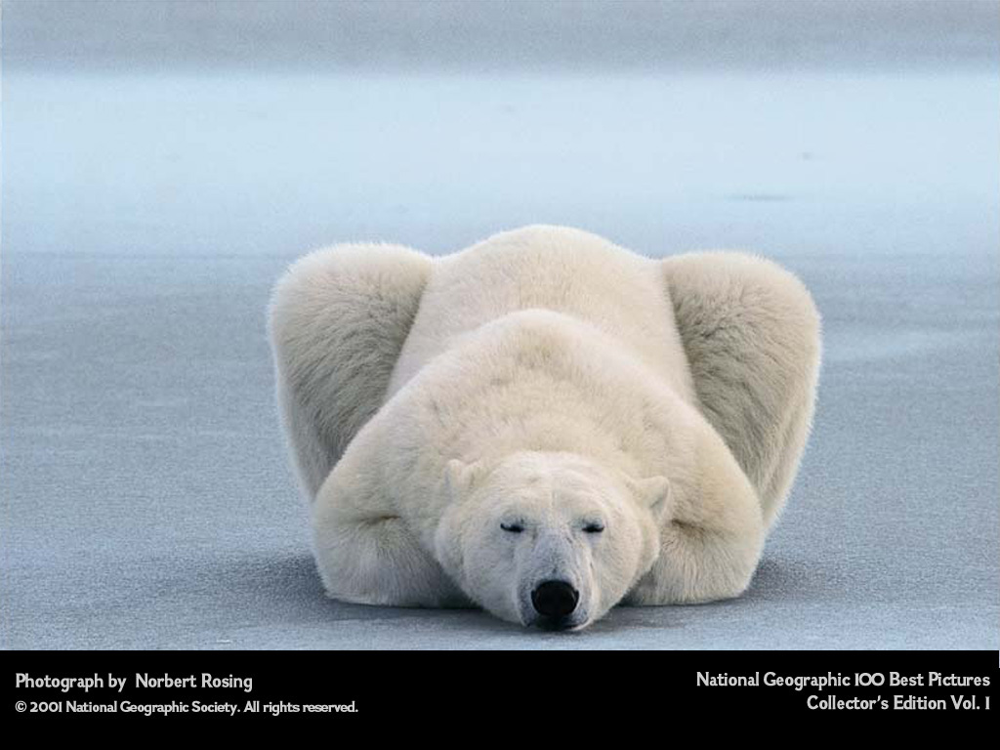 Photograph by Norbert Rosing
© 2001 National Geographic Society. All rights reserved.
National Geographic 100 Best Pictures
Collector's Edition Vol. 1